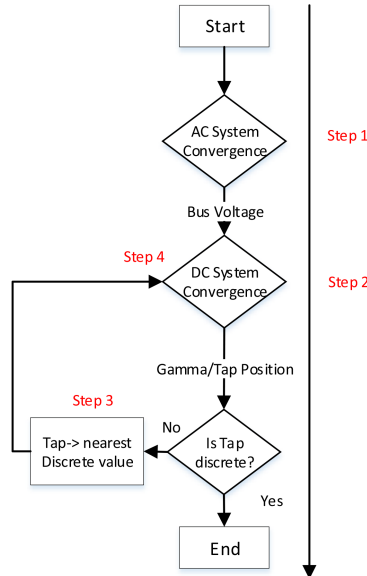 Start
AC System
Convergence
Step 1
Bus Voltage
Step 4
DC System
Convergence
Step 2
Gamma/Tap Position
Step 3
No
Tap-> nearest
Discrete value
Is Tap
discrete?
Yes
End